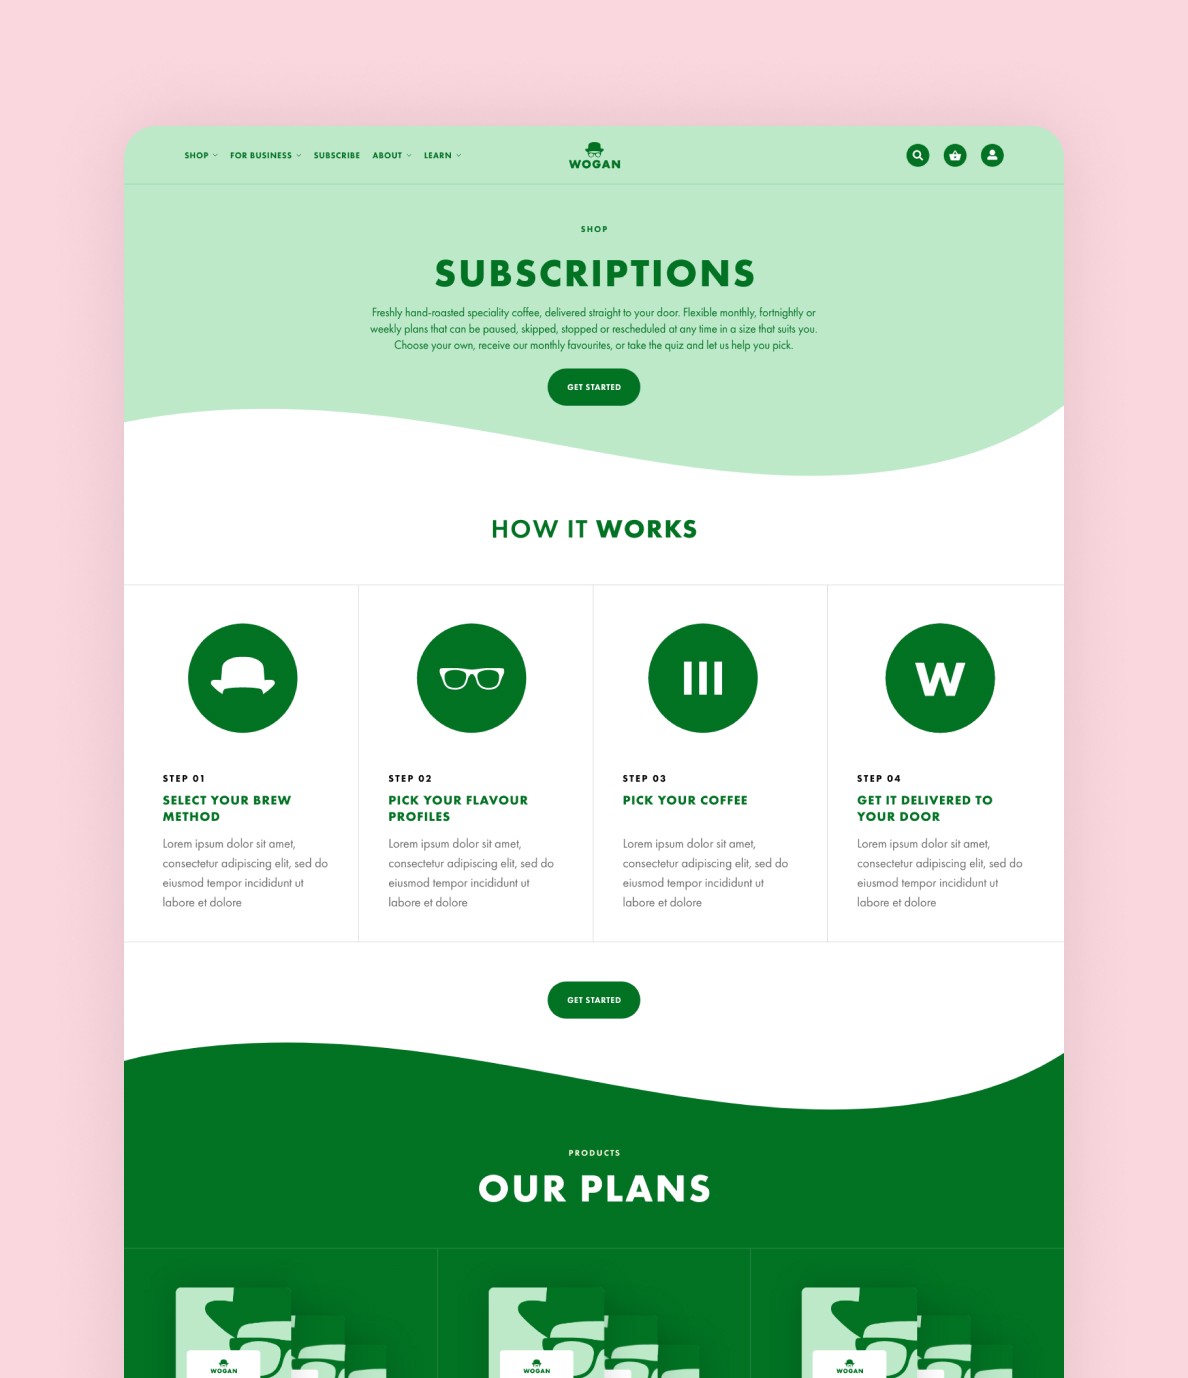 SHOP FOR BUSINESS SUBSCRIBE ABOUT LEARN
WOGAN
SHOP
SUBSCRIPTIONS
Freshly hand-roasted speciality coffee, delivered straight to your door. Flexible monthly, fortnightly or
weekly plans that can be paused, skipped, stopped or rescheduled at any time in a size that suits you.
Choose your own, receive our monthly favourites, or take the quiz and let us help you pick.
GET STARTED
HOW IT WORKS
W
STEP 01
SELECT YOUR BREW
METHOD
Lorem ipsum dolor sit amet,
consectetur adipiscing elit, sed do
eiusmod tempor incididunt ut
labore et dolore
STEP 02
PICK YOUR FLAVOUR
PROFILES
Lorem ipsum dolor sit amet,
consectetur adipiscing elit, sed do
eiusmod tempor incididunt ut
labore et dolore
STEP 03
PICK YOUR COFFEE
Lorem ipsum dolor sit amet,
consectetur adipiscing elit, sed do
eiusmod tempor incididunt ut
labore et dolore
STEP 04
GET IT DELIVERED TO
YOUR DOOR
Lorem ipsum dolor sit amet,
consectetur adipiscing elit, sed do
eiusmod tempor incididunt ut
labore et dolore
GET STARTED
PRODUCTS
OUR PLANS
WOGAN
WOGAN
WOGAN